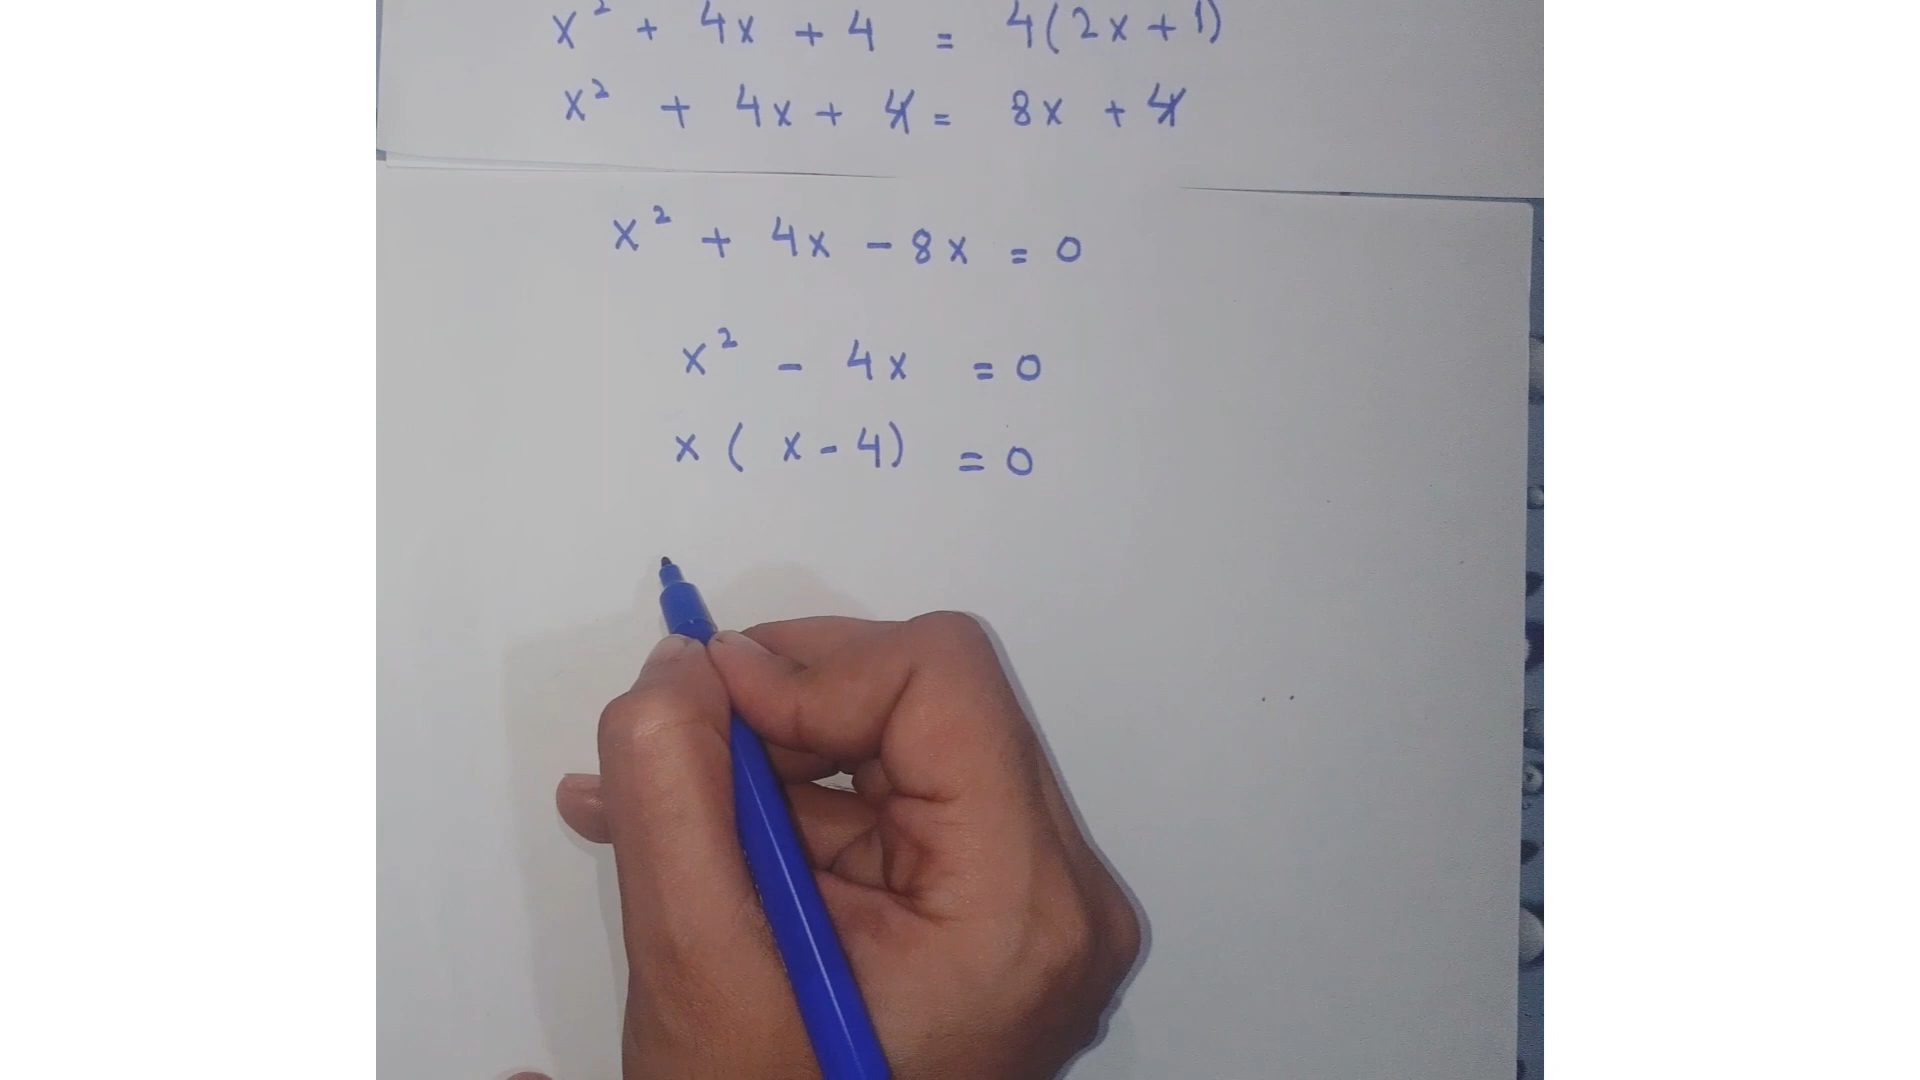 x² + 4x + 4 = 4(2x + 1)
x² + 4x + 4 = 8x + 4
x² + 4x - 8x = 0
x² - 4x = 0
x ( x - 4) = 0